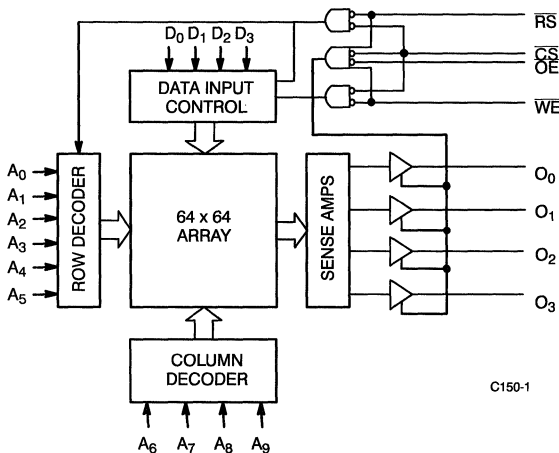 D₀ D₁ D₂ D₃
RS
CS
OE
WE
DATA INPUT
CONTROL
A₀
A₁
A₂
A₃
A₄
A₅
ROW DECODER
64 x 64
ARRAY
SENSE AMPS
O₀
O₁
O₂
O₃
COLUMN
DECODER
A₆ A₇ A₈ A₉
C150-1